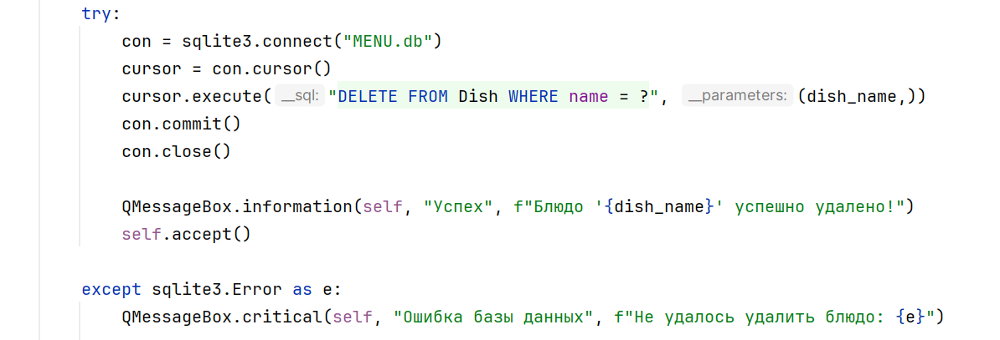 try:
con = sqlite3.connect("MENU.db")
cursor = con.cursor()
cursor.execute( __sql: "DELETE FROM Dish WHERE name = ?", __parameters: (dish_name,))
con.commit()
con.close()
QMessageBox.information(self, "Успех", f"Блюдо '{dish_name}' успешно удалено!")
self.accept()
except sqlite3.Error as e:
QMessageBox.critical(self, "Ошибка базы данных", f"Не удалось удалить блюдо: {e}")